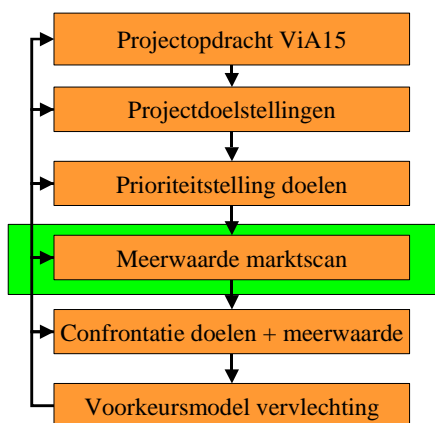 Projectopdracht ViA15
Projectdoelstellingen
Prioriteitstelling doelen
Meerwaarde marktscan
Confrontatie doelen + meerwaarde
Voorkeursmodel vervlechting